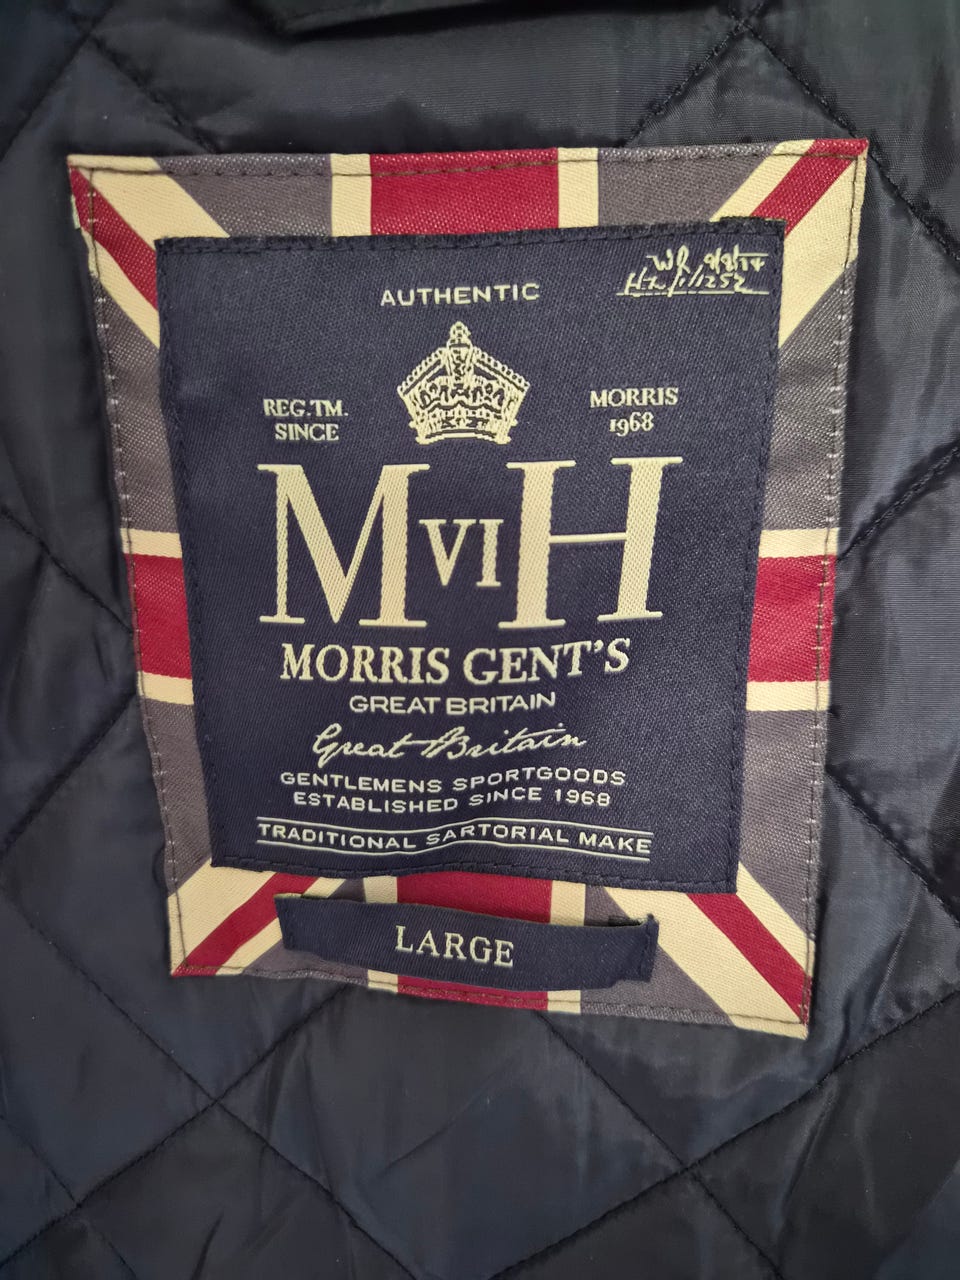 AUTHENTIC
REG.TM.
SINCE
MORRIS
1968
M VI H
MORRIS GENT'S
GREAT BRITAIN
Great Britain
GENTLEMENS SPORTGOODS
ESTABLISHED SINCE 1968
TRADITIONAL SARTORIAL MAKE
LARGE